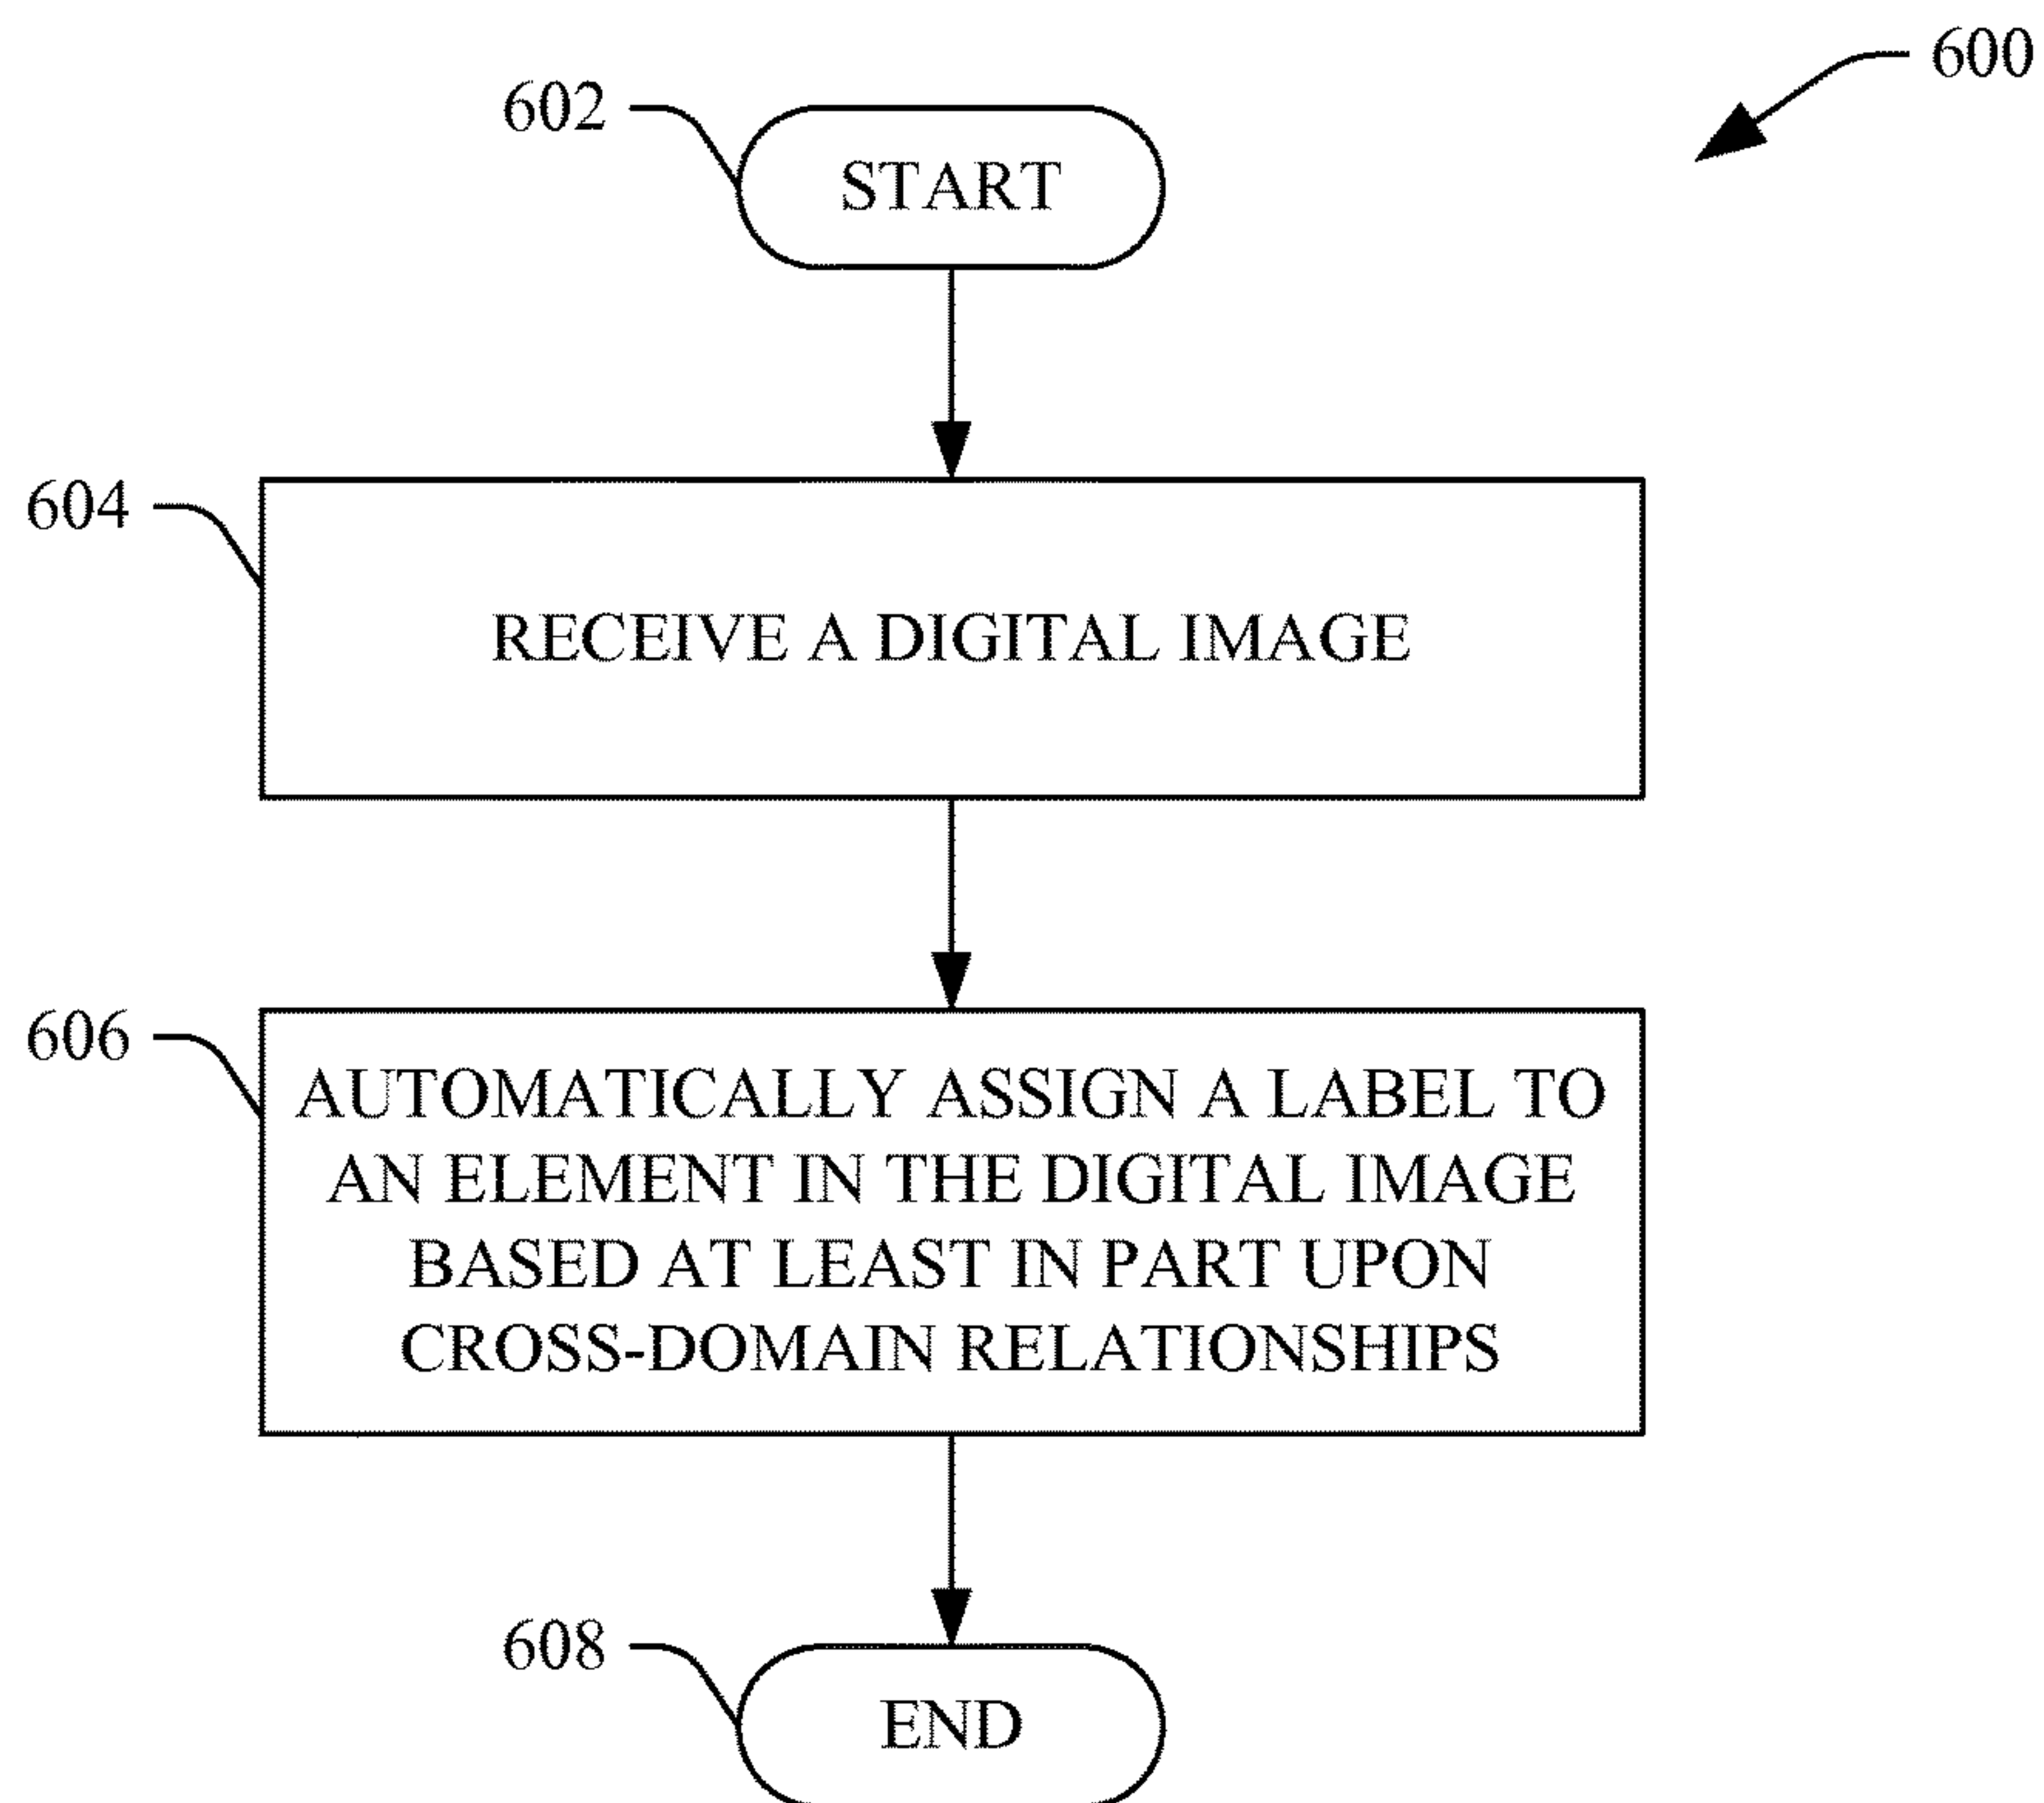 600
602
START
604
RECEIVE A DIGITAL IMAGE
606
AUTOMATICALLY ASSIGN A LABEL TO
AN ELEMENT IN THE DIGITAL IMAGE
BASED AT LEAST IN PART UPON
CROSS-DOMAIN RELATIONSHIPS
608
END